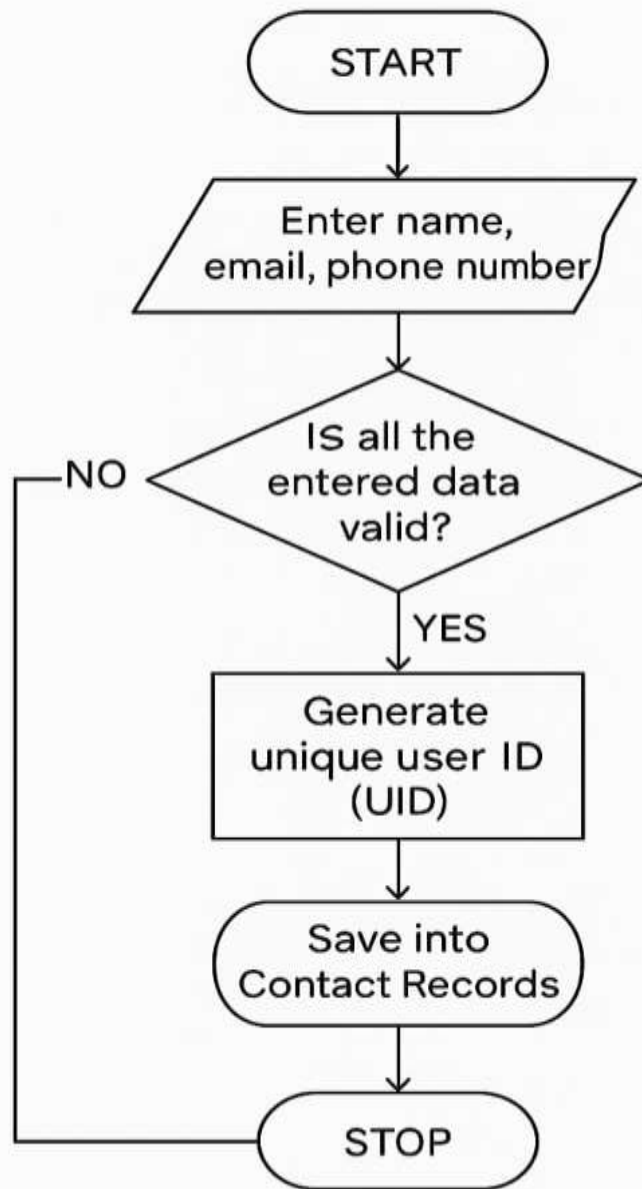 START
Enter name,
email, phone number
IS all the
entered data
valid?
NO
YES
Generate
unique user ID
(UID)
Save into
Contact Records
STOP